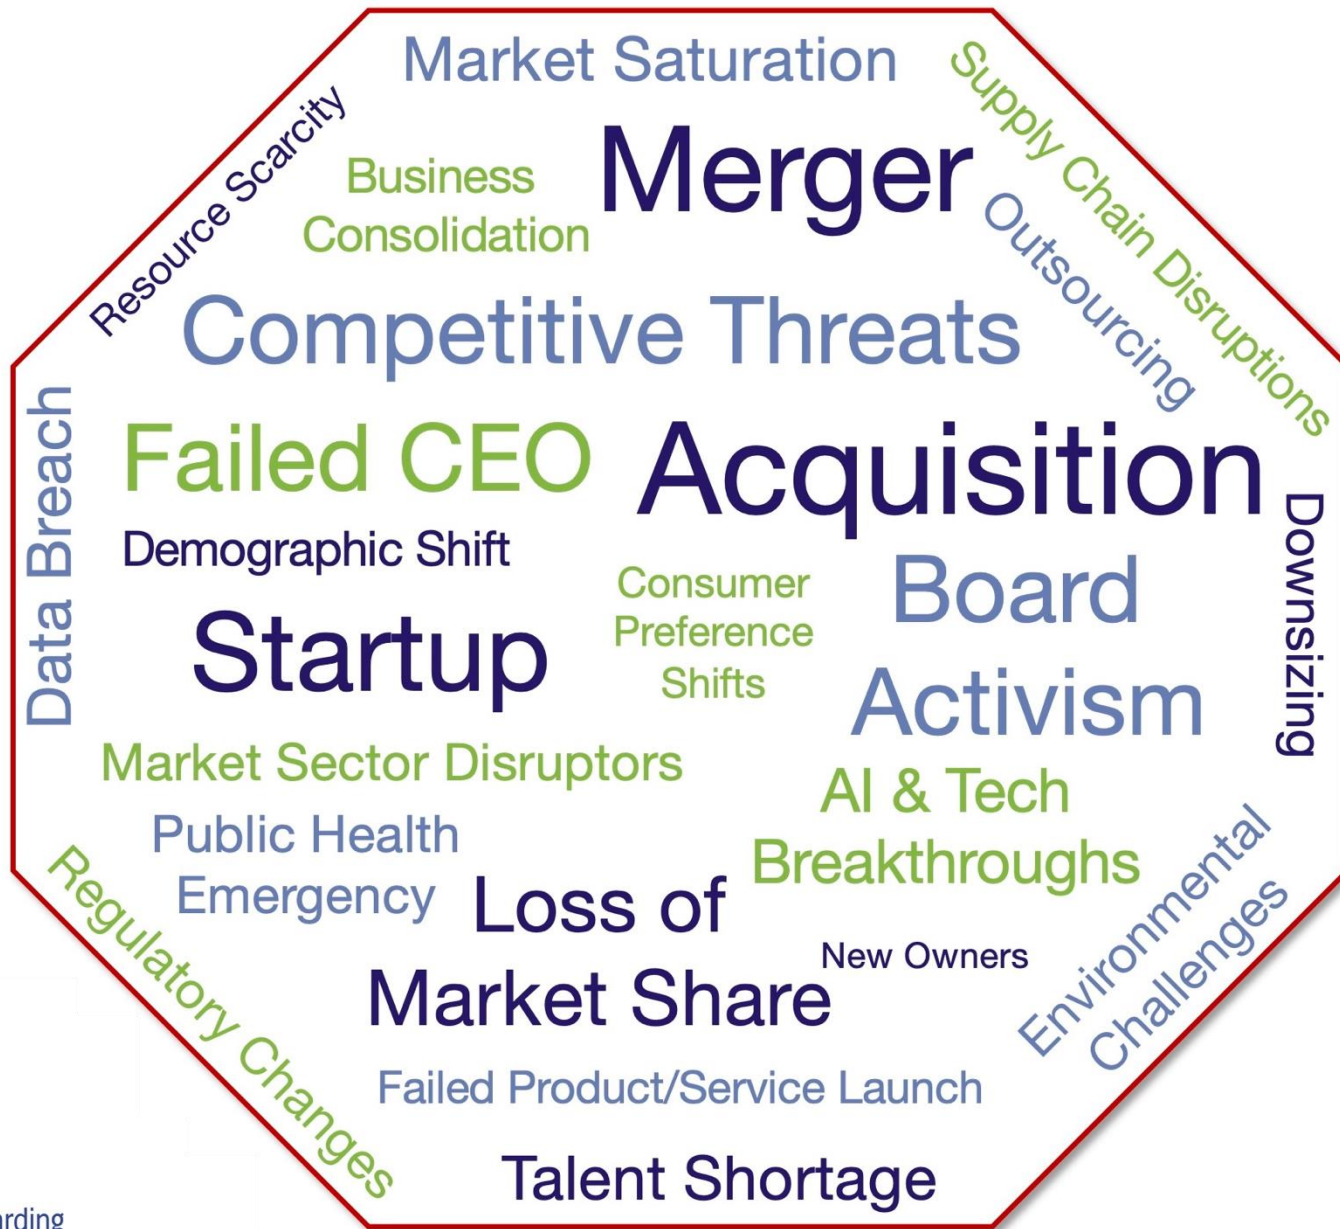 Market Saturation
Supply Chain Disruptions
Resource Scarcity
Business
Consolidation
Merger
Outsourcing
Competitive Threats
Data Breach
Failed CEO
Acquisition
Downsizing
Demographic Shift
Consumer
Preference
Shifts
Board
Activism
Startup
Market Sector Disruptors
AI & Tech
Breakthroughs
Public Health
Emergency
Environmental
Challenges
Regulatory Changes
Loss of
Market Share
New Owners
Failed Product/Service Launch
Talent Shortage